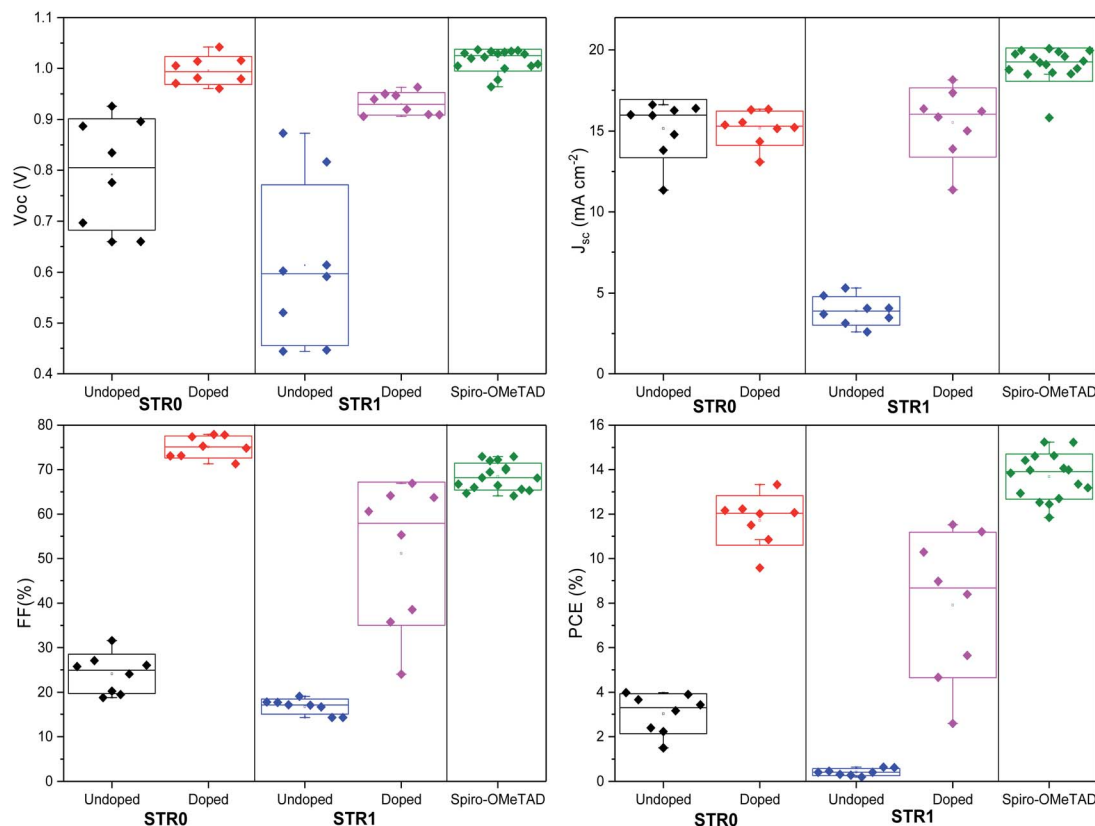 1.1
1.0
0.9
0.8
0.7
0.6
0.5
0.4
Voc (V)
Undoped Doped Undoped Doped Spiro-OMeTAD
STR0 STR1
20
15
10
5
0
J_sc (mA cm⁻²)
Undoped Doped Undoped Doped Spiro-OMeTAD
STR0 STR1
80
70
60
50
40
30
20
10
0
FF(%)
Undoped Doped Undoped Doped Spiro-OMeTAD
STR0 STR1
16
14
12
10
8
6
4
2
0
PCE (%)
Undoped Doped Undoped Doped Spiro-OMeTAD
STR0 STR1